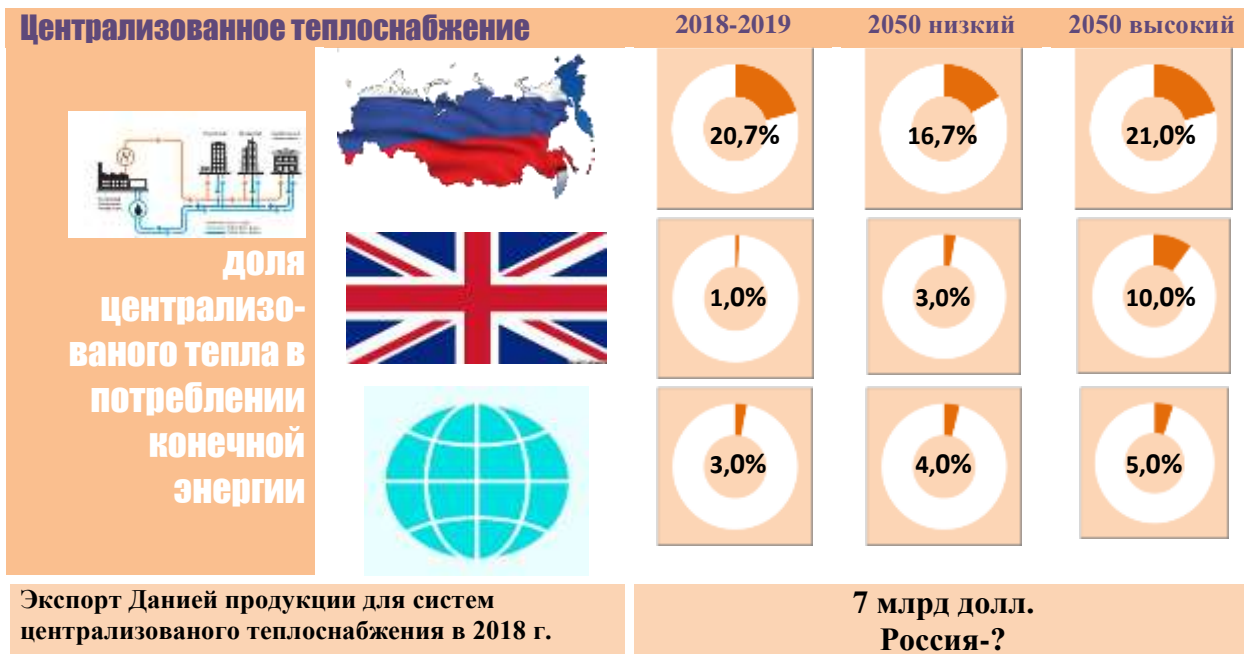 Централизованное теплоснабжение
2018-2019
2050 низкий
2050 высокий
доля
централизо-
ваного тепла в
потреблении
конечной
энергии
20,7%
16,7%
21,0%
1,0%
3,0%
10,0%
3,0%
4,0%
5,0%
Экспорт Данией продукции для систем
централизованого теплоснабжения в 2018 г.
7 млрд долл.
Россия-?